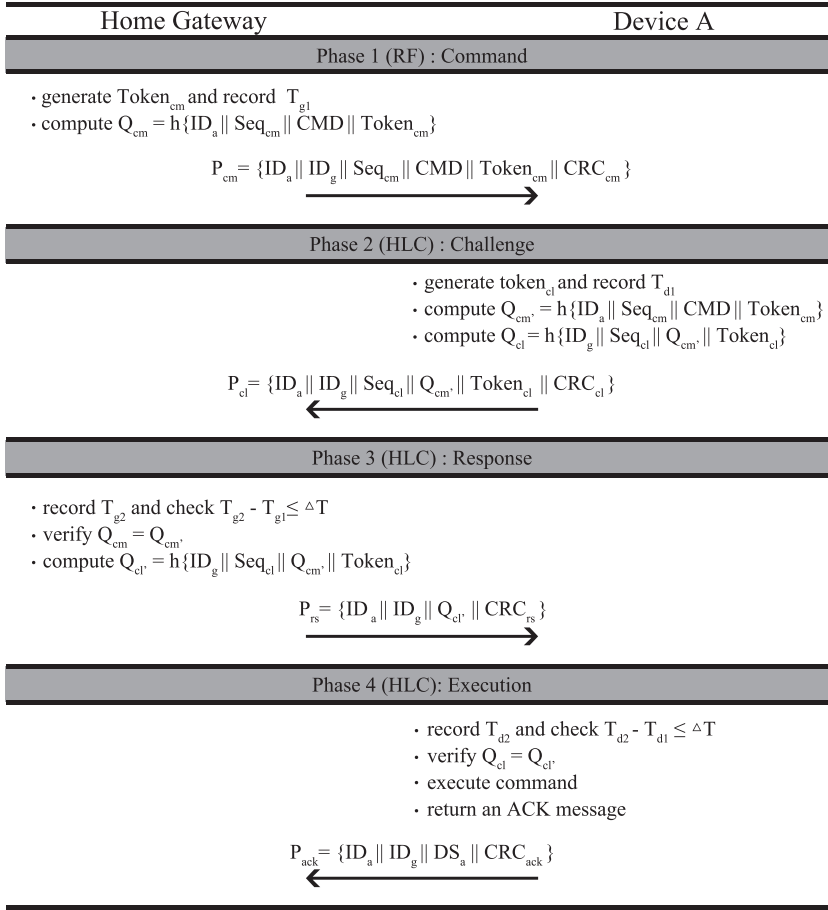 Home Gateway Device A
Phase 1 (RF) : Command
· generate Token_cm and record T_g1
· compute Q_cm = h{ID_a || Seq_cm || CMD || Token_cm}
P_cm = {ID_a || ID_g || Seq_cm || CMD || Token_cm || CRC_cm}
Phase 2 (HLC) : Challenge
· generate token_cl and record T_d1
· compute Q_cm' = h{ID_a || Seq_cm || CMD || Token_cm}
· compute Q_cl = h{ID_g || Seq_cl || Q_cm' || Token_cl}
P_cl = {ID_a || ID_g || Seq_cl || Q_cm' || Token_cl || CRC_cl}
Phase 3 (HLC) : Response
· record T_g2 and check T_g2 - T_g1 ≤ △T
· verify Q_cm = Q_cm'
· compute Q_cl' = h{ID_g || Seq_cl || Q_cm' || Token_cl}
P_rs = {ID_a || ID_g || Q_cl' || CRC_rs}
Phase 4 (HLC): Execution
· record T_d2 and check T_d2 - T_d1 ≤ △T
· verify Q_cl = Q_cl'
· execute command
· return an ACK message
P_ack = {ID_a || ID_g || DS_a || CRC_ack}